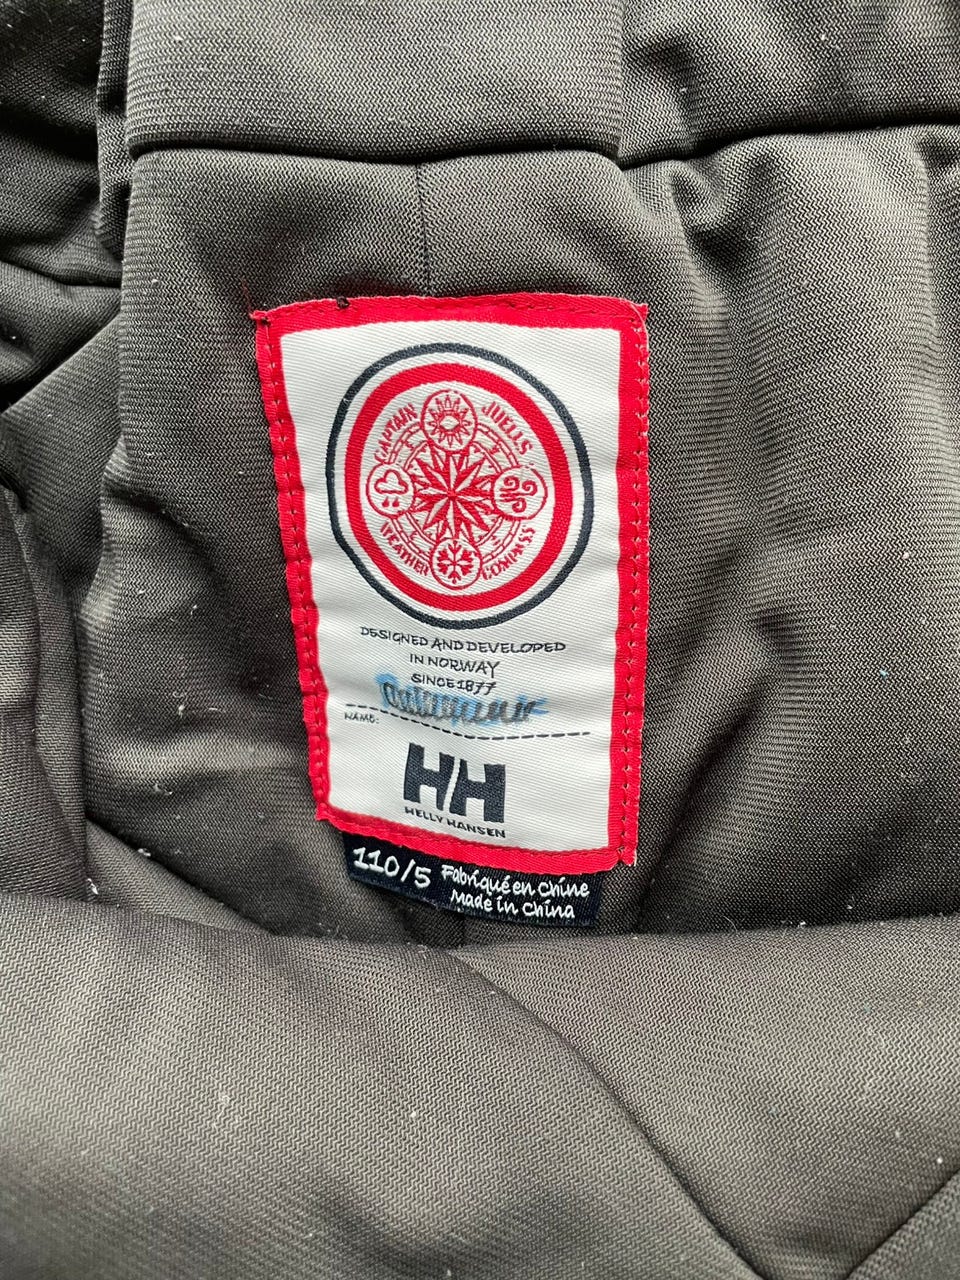 CAPTAIN JUELLS
WEATHER COMPASS
DESIGNED AND DEVELOPED
IN NORWAY
SINCE 1877
NAME:
HH
HELLY HANSEN
110/5 Fabriqué en Chine
Made in China